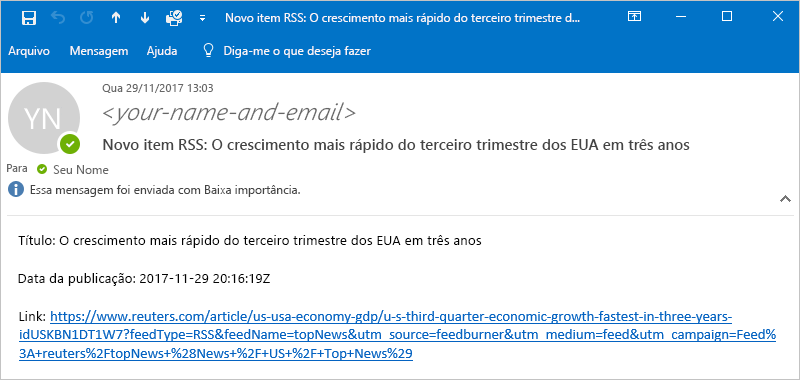 Novo item RSS: O crescimento mais rápido do terceiro trimestre d...
Arquivo Mensagem Ajuda Diga-me o que deseja fazer
Qua 29/11/2017 13:03
YN
<your-name-and-email>
Novo item RSS: O crescimento mais rápido do terceiro trimestre dos EUA em três anos
Para Seu Nome
Essa mensagem foi enviada com Baixa importância.
Título: O crescimento mais rápido do terceiro trimestre dos EUA em três anos
Data da publicação: 2017-11-29 20:16:19Z
Link: https://www.reuters.com/article/us-usa-economy-gdp/u-s-third-quarter-economic-growth-fastest-in-three-years-
idUSKBN1DT1W7?feedType=RSS&feedName=topNews&utm_source=feedburner&utm_medium=feed&utm_campaign=Feed%
3A+reuters%2FtopNews+%28News+%2F+US+%2F+Top+News%29